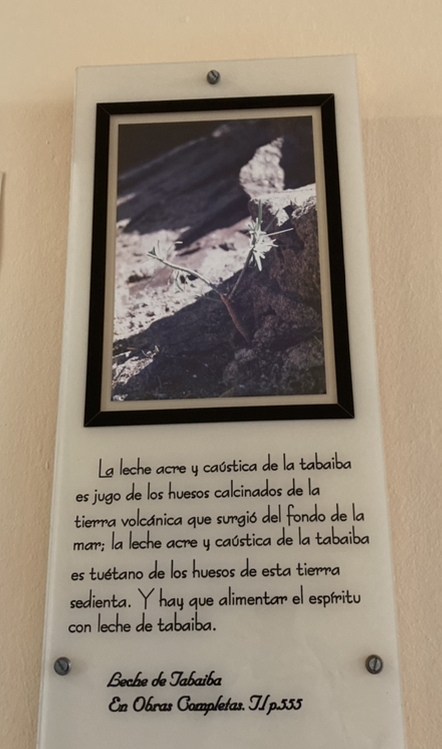 La leche acre y caústica de la tabaiba
es jugo de los huesos calcinados de la
tierra volcánica que surgió del fondo de la
mar; la leche acre y caústica de la tabaiba
es tuétano de los huesos de esta tierra
sedienta. Y hay que alimentar el espíritu
con leche de tabaiba.
Leche de Tabaiba
En Obras Completas. T.I p.555